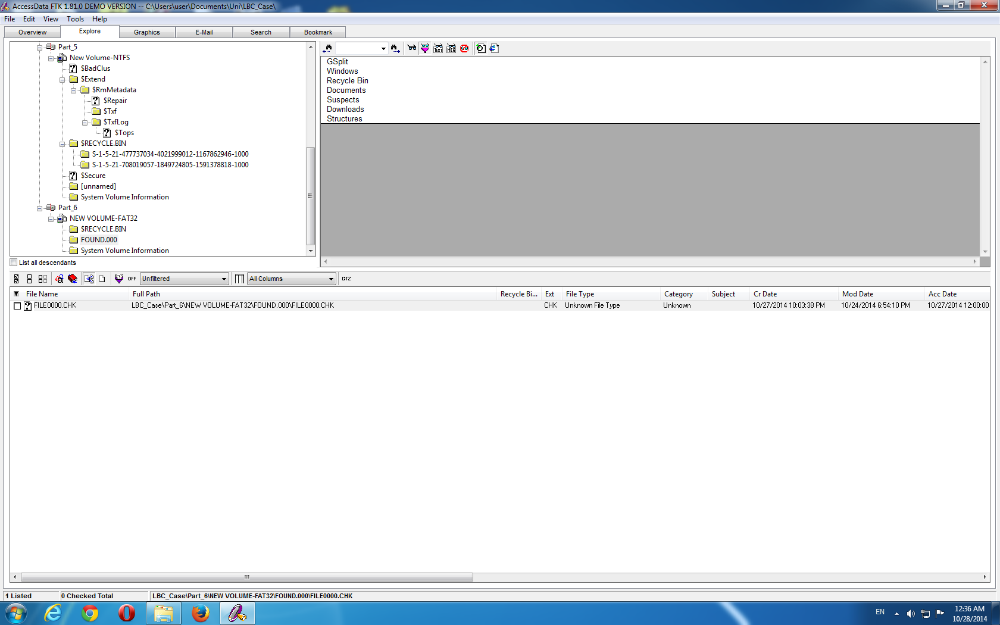 AccessData FTK 1.81.0 DEMO VERSION -- C:\Users\user\Documents\Uni\LBC_Case\
File Edit View Tools Help
Overview Explore Graphics E-Mail Search Bookmark
Part_5
New Volume-NTFS
$BadClus
$Extend
$RmMetadata
$Repair
$Txf
$TxfLog
$Tops
$RECYCLE.BIN
S-1-5-21-477737034-4021999012-1167862946-1000
S-1-5-21-708019057-1849724805-1591378818-1000
$Secure
[unnamed]
System Volume Information
Part_6
NEW VOLUME-FAT32
$RECYCLE.BIN
FOUND.000
System Volume Information
List all descendants
TEXT HEX
GSplit
Windows
Recycle Bin
Documents
Suspects
Downloads
Structures
OFF Unfiltered All Columns DTZ
File Name Full Path Recycle Bi... Ext File Type Category Subject Cr Date Mod Date Acc Date
FILE0000.CHK LBC_Case\Part_6\NEW VOLUME-FAT32\FOUND.000\FILE0000.CHK CHK Unknown File Type Unknown 10/27/2014 10:03:38 PM 10/24/2014 6:54:10 PM 10/27/2014 12:00:00
1 Listed 0 Checked Total LBC_Case\Part_6\NEW VOLUME-FAT32\FOUND.000\FILE0000.CHK
EN 12:36 AM
10/28/2014